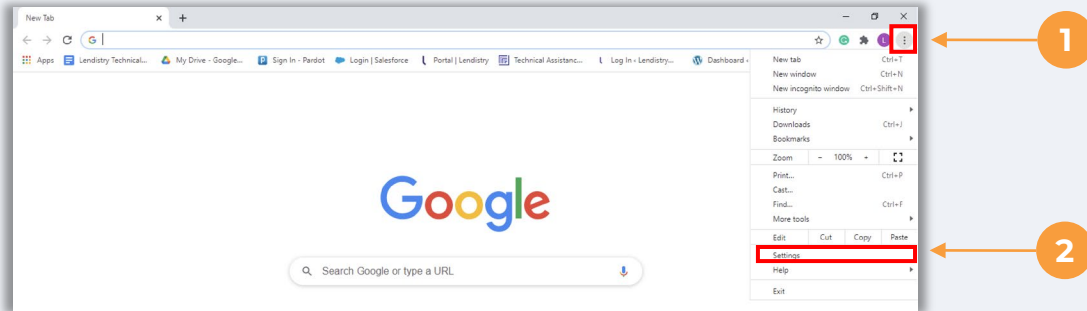 New Tab
1
Apps Lendistry Technical... My Drive - Google... Sign In - Pardot Login | Salesforce Portal | Lendistry Technical Assistanc... Log In ‹ Lendistry... Dashboard ‹
New tab Ctrl+T
New window Ctrl+N
New incognito window Ctrl+Shift+N
History
Downloads Ctrl+J
Bookmarks
Zoom - 100% +
Print... Ctrl+P
Cast...
Find... Ctrl+F
More tools
Edit Cut Copy Paste
Settings
2
Help
Exit
Google
Search Google or type a URL